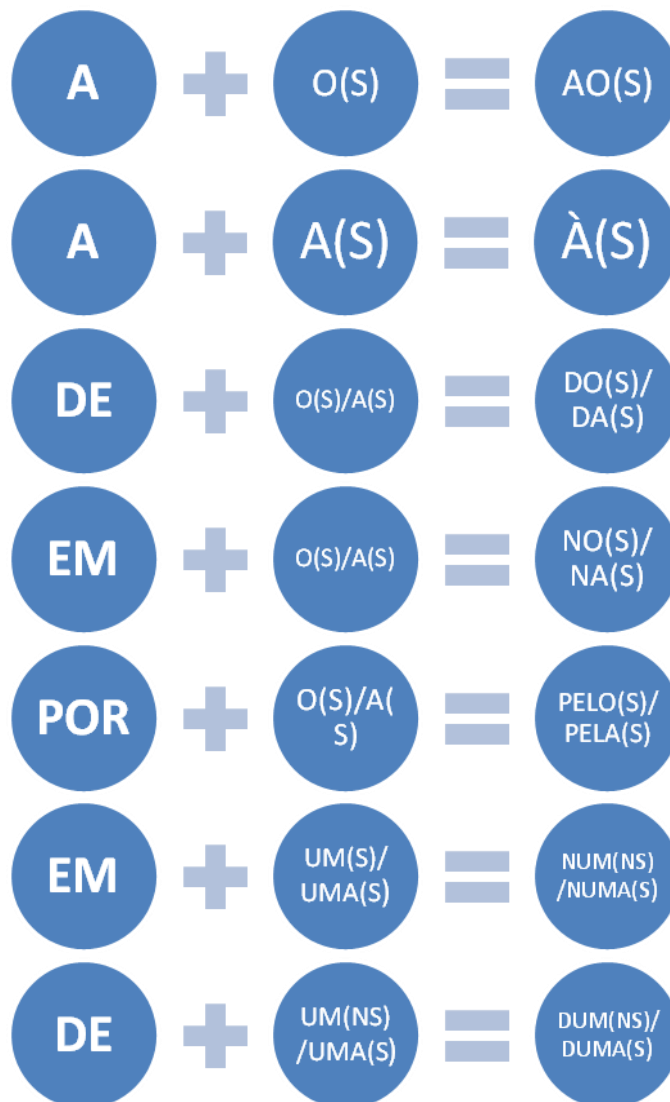 A + O(S) = AO(S)
A + A(S) = À(S)
DE + O(S)/A(S) = DO(S)/
DA(S)
EM + O(S)/A(S) = NO(S)/
NA(S)
POR + O(S)/A(
S) = PELO(S)/
PELA(S)
EM + UM(S)/
UMA(S) = NUM(NS)
/NUMA(S)
DE + UM(NS)
/UMA(S) = DUM(NS)/
DUMA(S)